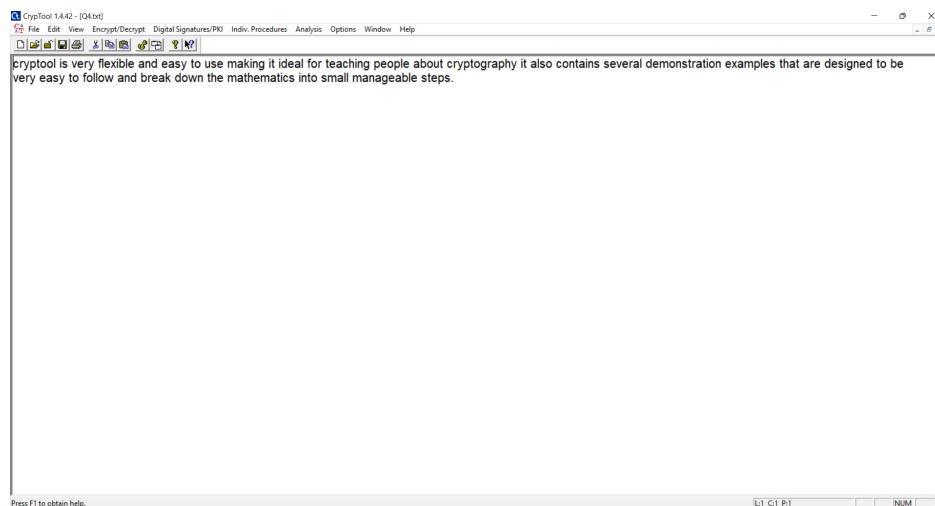 CrypTool 1.4.42 - [Q4.txt]
File Edit View Encrypt/Decrypt Digital Signatures/PKI Indiv. Procedures Analysis Options Window Help
cryptool is very flexible and easy to use making it ideal for teaching people about cryptography it also contains several demonstration examples that are designed to be
very easy to follow and break down the mathematics into small manageable steps.
Press F1 to obtain help. L:1 C:1 P:1 NUM